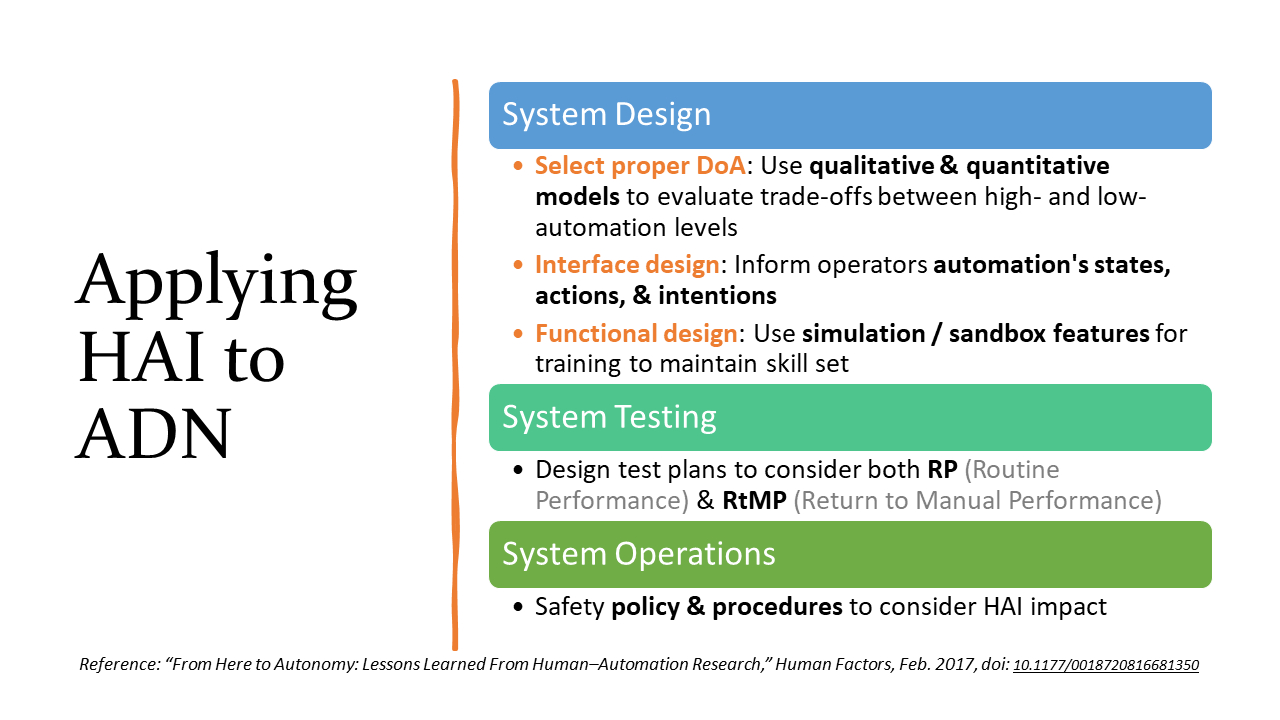 Applying
HAI to
ADN
System Design
• Select proper DoA: Use qualitative & quantitative
models to evaluate trade-offs between high- and low-
automation levels
• Interface design: Inform operators automation's states,
actions, & intentions
• Functional design: Use simulation / sandbox features for
training to maintain skill set
System Testing
• Design test plans to consider both RP (Routine
Performance) & RtMP (Return to Manual Performance)
System Operations
• Safety policy & procedures to consider HAI impact
Reference: “From Here to Autonomy: Lessons Learned From Human–Automation Research,” Human Factors, Feb. 2017, doi: 10.1177/0018720816681350